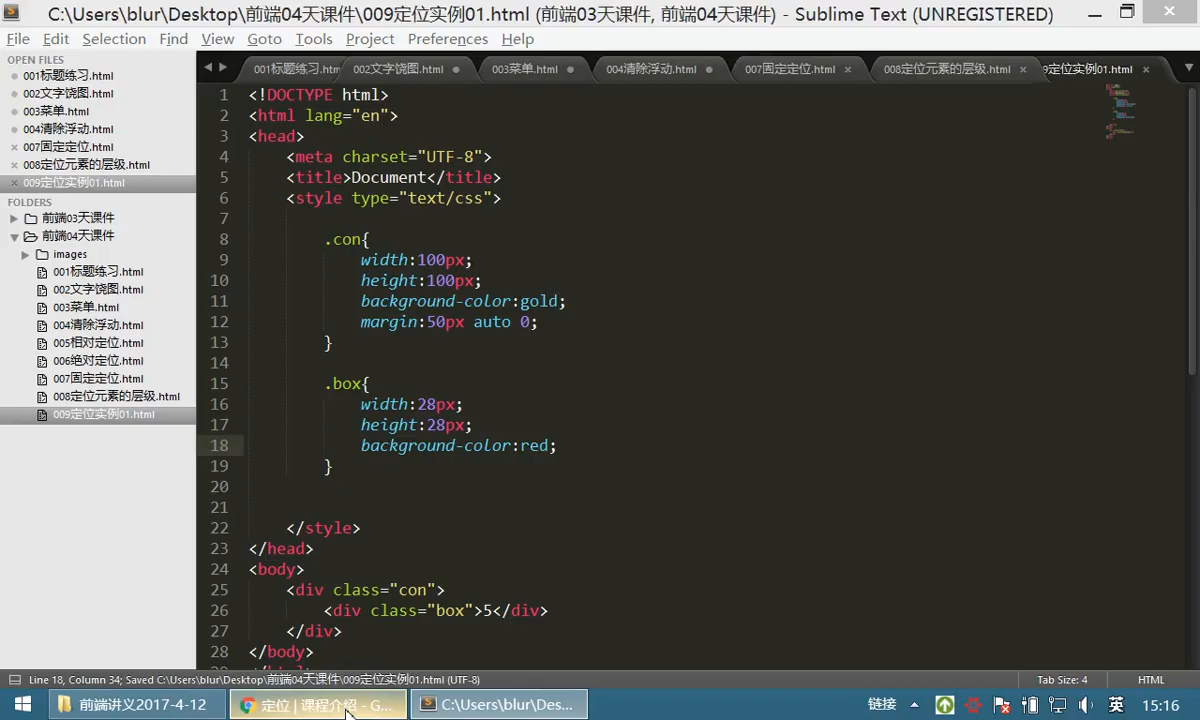 C:\Users\blur\Desktop\前端04天课件\009定位实例01.html (前端03天课件, 前端04天课件) - Sublime Text (UNREGISTERED)
File Edit Selection Find View Goto Tools Project Preferences Help
OPEN FILES
001标题练习.html
002文字饶图.html
003菜单.html
004清除浮动.html
007固定定位.html
008定位元素的层级.html
009定位实例01.html
FOLDERS
前端03天课件
前端04天课件
images
001标题练习.html
002文字饶图.html
003菜单.html
004清除浮动.html
005相对定位.html
006绝对定位.html
007固定定位.html
008定位元素的层级.html
009定位实例01.html
001标题练习.htm 002文字饶图.html 003菜单.html 004清除浮动.html 007固定定位.html 008定位元素的层级.html 9定位实例01.html
1 <!DOCTYPE html>
2 <html lang="en">
3 <head>
4 <meta charset="UTF-8">
5 <title>Document</title>
6 <style type="text/css">
7
8 .con{
9 width:100px;
10 height:100px;
11 background-color:gold;
12 margin:50px auto 0;
13 }
14
15 .box{
16 width:28px;
17 height:28px;
18 background-color:red;
19 }
20
21
22 </style>
23 </head>
24 <body>
25 <div class="con">
26 <div class="box">5</div>
27 </div>
28 </body>
Line 18, Column 34; Saved C:\Users\blur\Desktop\前端04天课件\009定位实例01.html (UTF-8) Tab Size: 4 HTML
前端讲义2017-4-12 定位 | 课程介绍 - G... C:\Users\blur\Des... 链接 英 15:16